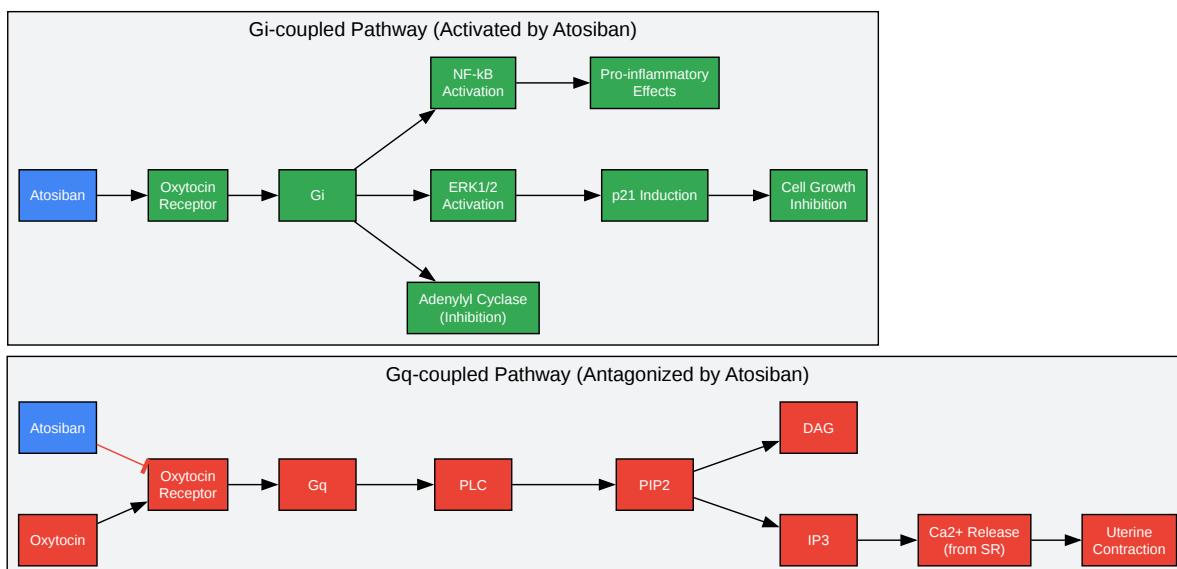 Gi-coupled Pathway (Activated by Atosiban)
NF-kB
Activation
Pro-inflammatory
Effects
Atosiban
Oxytocin
Receptor
Gi
ERK1/2
Activation
p21 Induction
Cell Growth
Inhibition
Adenylyl Cyclase
(Inhibition)
Gq-coupled Pathway (Antagonized by Atosiban)
Atosiban
Oxytocin
Oxytocin
Receptor
Gq
PLC
PIP2
DAG
IP3
Ca2+ Release
(from SR)
Uterine
Contraction